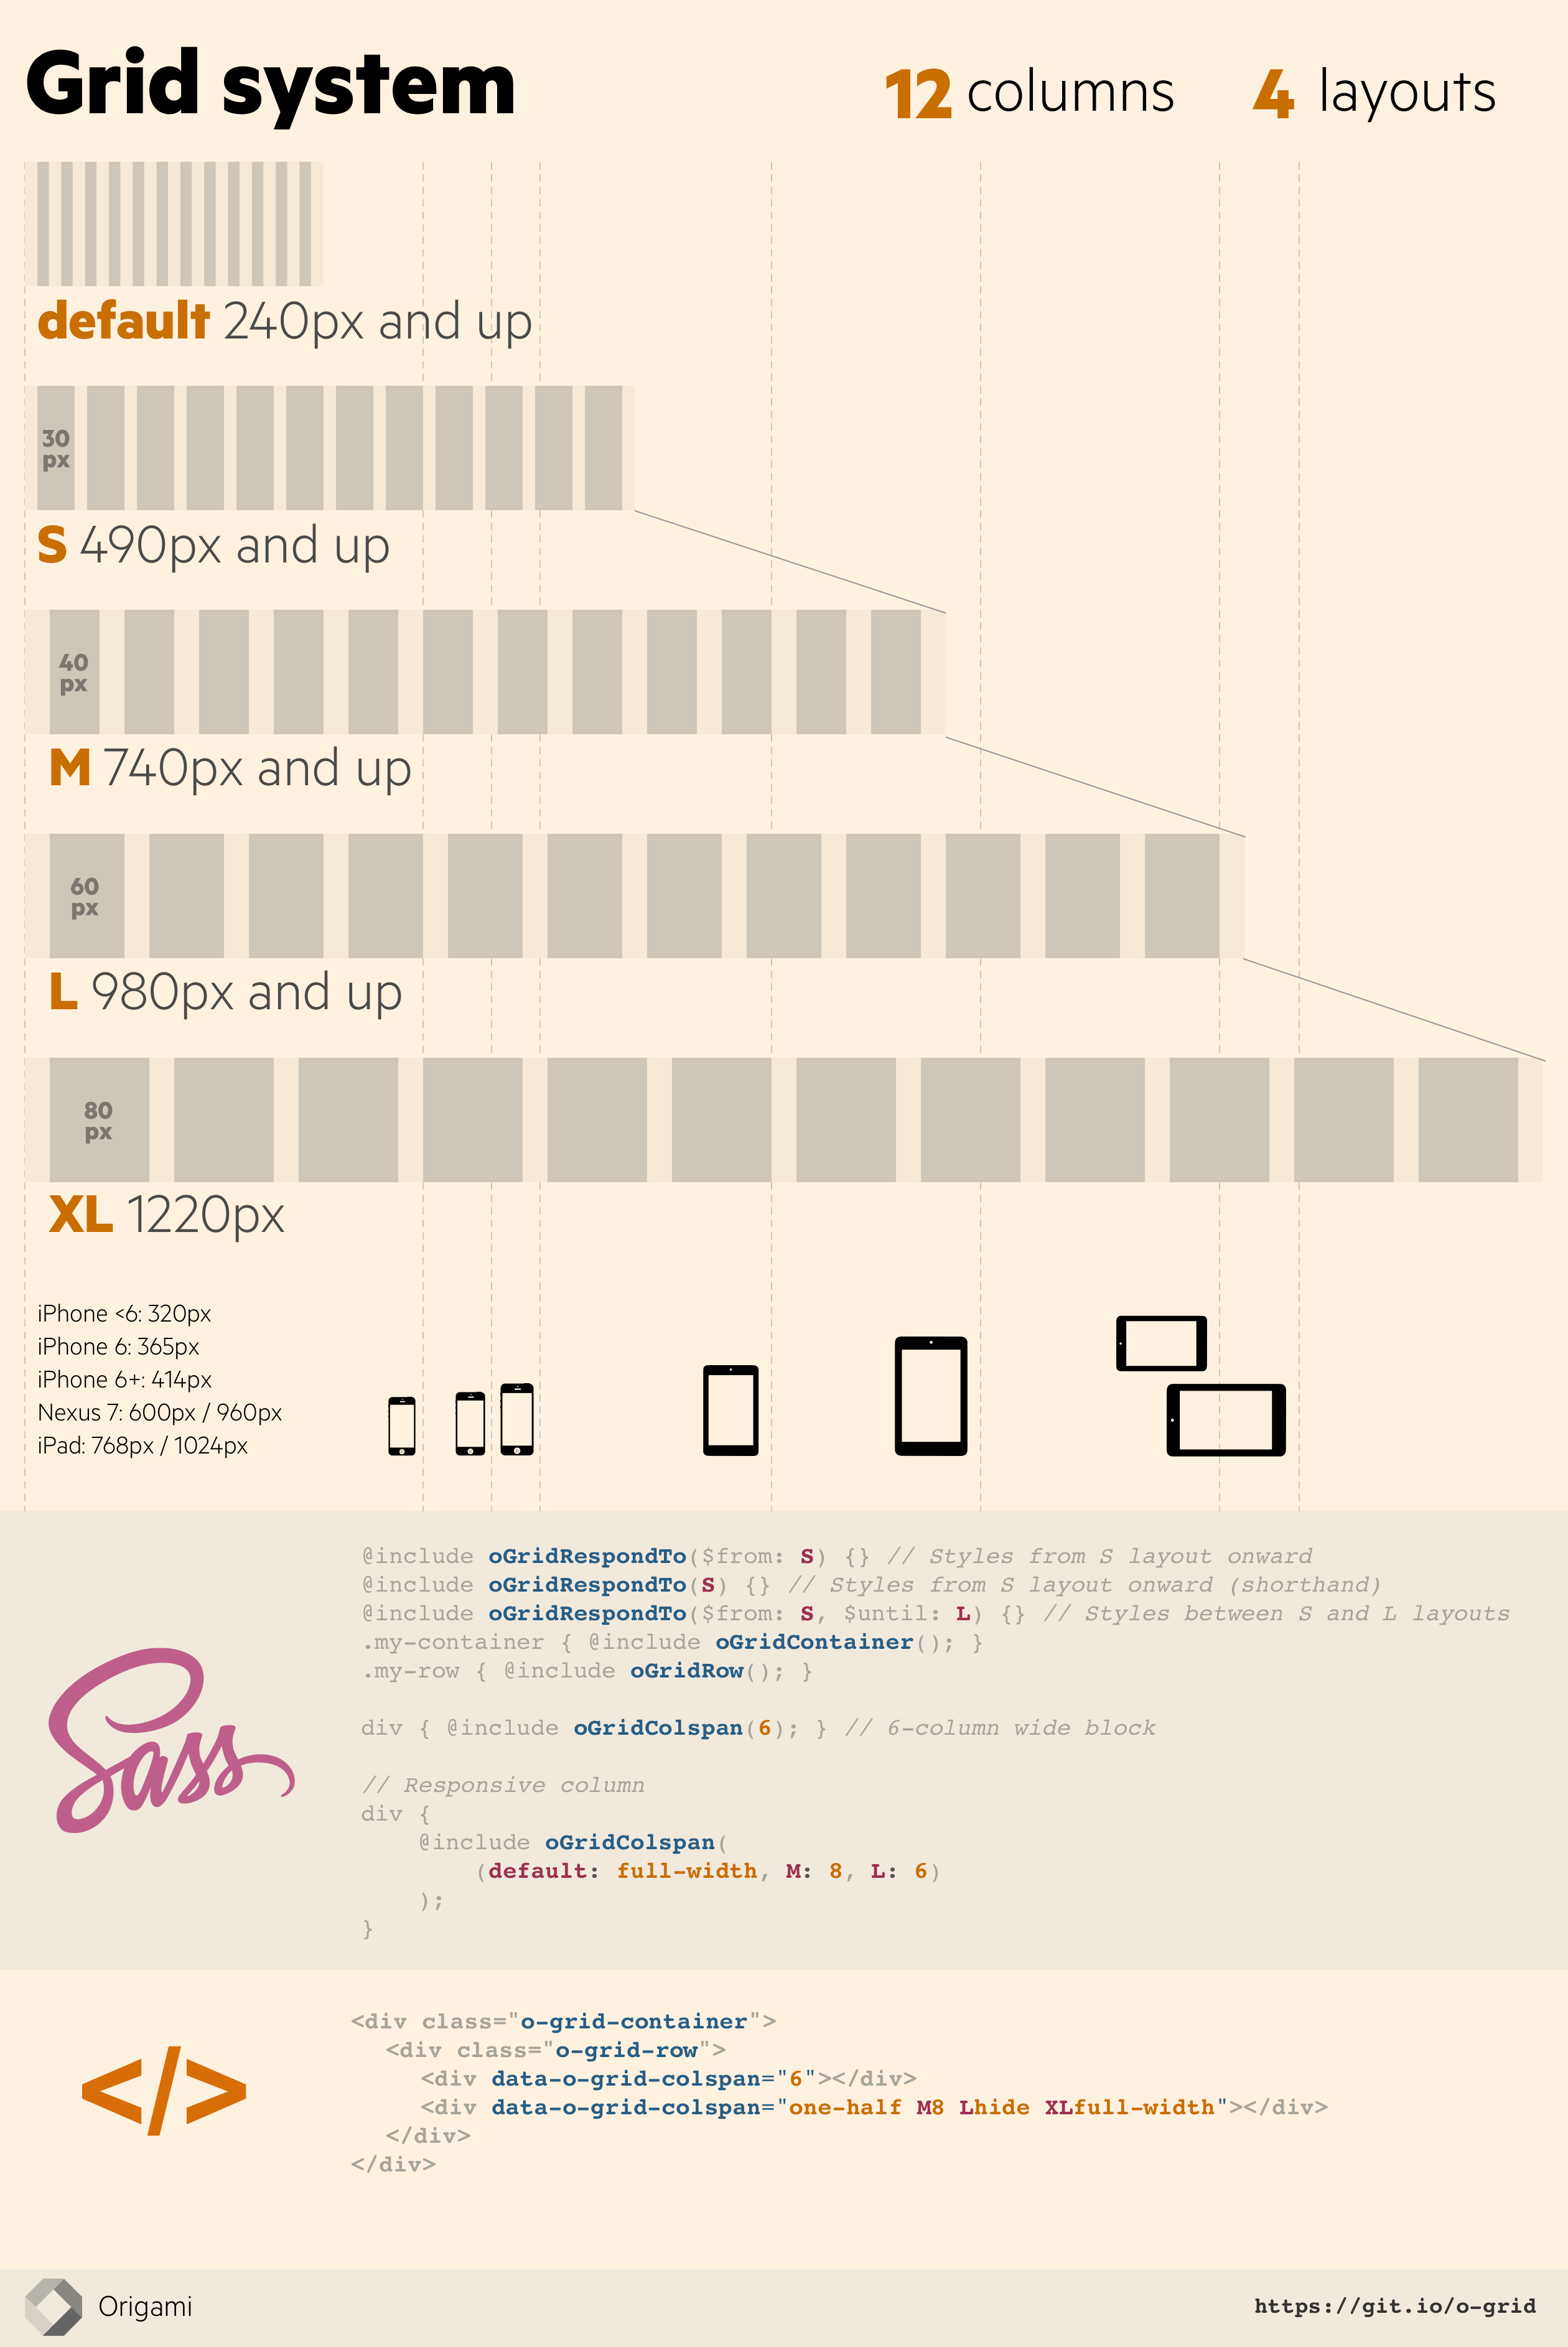 Grid system
12 columns 4 layouts
default 240px and up
30
px
S 490px and up
40
px
M 740px and up
60
px
L 980px and up
80
px
XL 1220px
iPhone <6: 320px
iPhone 6: 365px
iPhone 6+: 414px
Nexus 7: 600px / 960px
iPad: 768px / 1024px
Sass
@include oGridRespondTo($from: S) {} // Styles from S layout onward
@include oGridRespondTo(S) {} // Styles from S layout onward (shorthand)
@include oGridRespondTo($from: S, $until: L) {} // Styles between S and L layouts
.my-container { @include oGridContainer(); }
.my-row { @include oGridRow(); }
div { @include oGridColspan(6); } // 6-column wide block
// Responsive column
div {
    @include oGridColspan(
        (default: full-width, M: 8, L: 6)
    );
}
</>
<div class="o-grid-container">
  <div class="o-grid-row">
    <div data-o-grid-colspan="6"></div>
    <div data-o-grid-colspan="one-half M8 Lhide XLfull-width"></div>
  </div>
</div>
Origami
https://git.io/o-grid